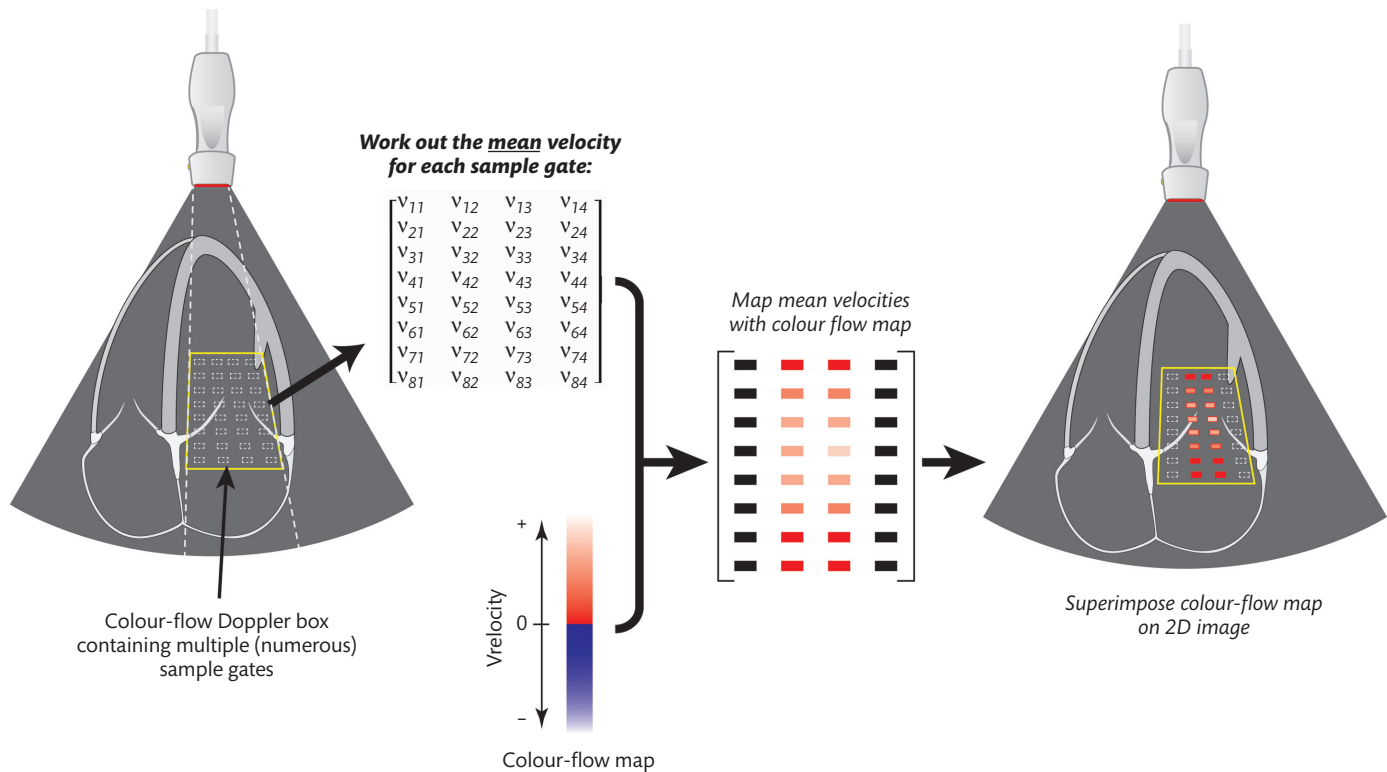 Work out the mean velocity
for each sample gate:
v11 v12 v13 v14
v21 v22 v23 v24
v31 v32 v33 v34
v41 v42 v43 v44
v51 v52 v53 v54
v61 v62 v63 v64
v71 v72 v73 v74
v81 v82 v83 v84
Colour-flow Doppler box
containing multiple (numerous)
sample gates
+
0
–
Vrelocity
Colour-flow map
Map mean velocities
with colour flow map
Superimpose colour-flow map
on 2D image